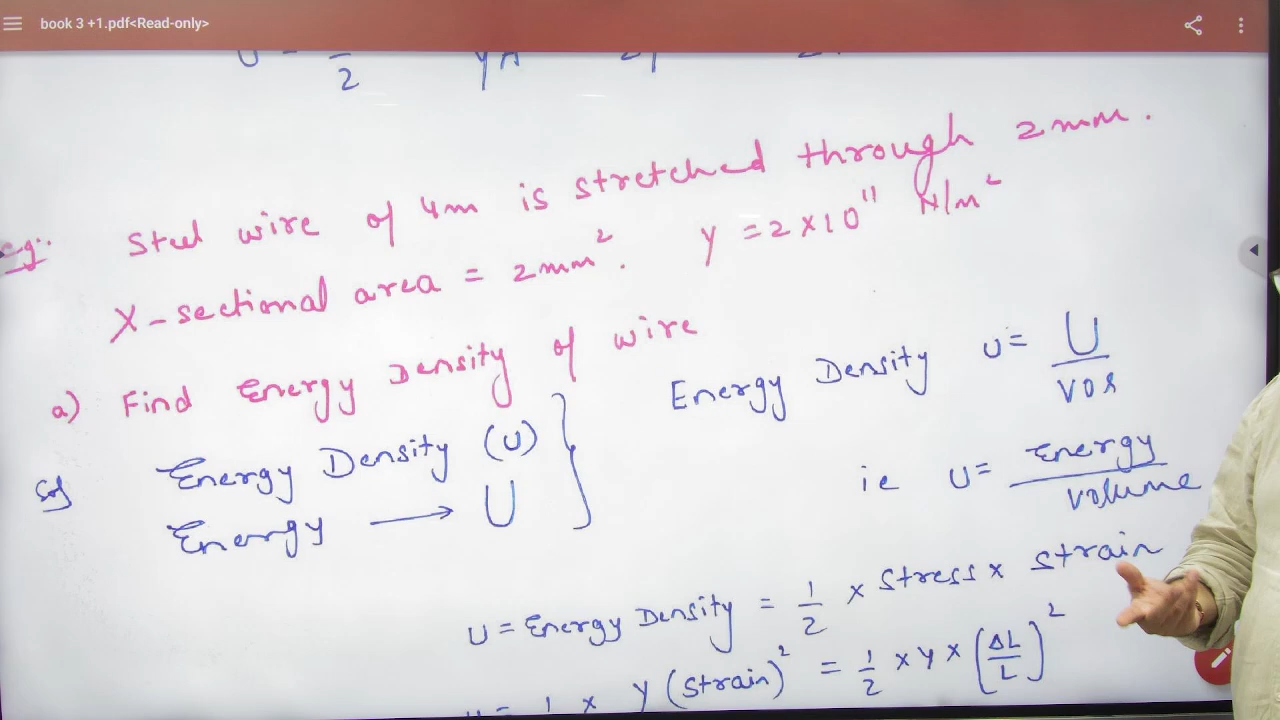 book 3 +1.pdf<Read-only>
2
eg:. Steel wire of 4m is stretched through 2mm.
X-sectional area = 2mm². Y = 2×10¹¹ N/m²
a) Find Energy Density of wire
Energy Density u = U/Vol
Sol Energy Density (u)
Energy → U
ie u = Energy/Volume
u = Energy Density = 1/2 × Stress × Strain
1 × Y (Strain)² = 1/2 × Y × (ΔL/L)²